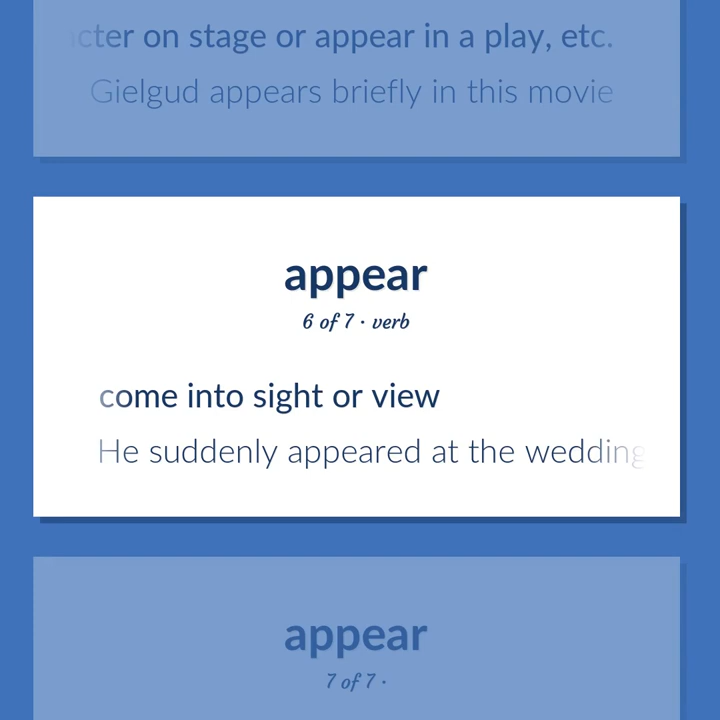 cter on stage or appear in a play, etc.
Gielgud appears briefly in this movie
appear
6 of 7 · verb
come into sight or view
He suddenly appeared at the wedding
appear
7 of 7 ·